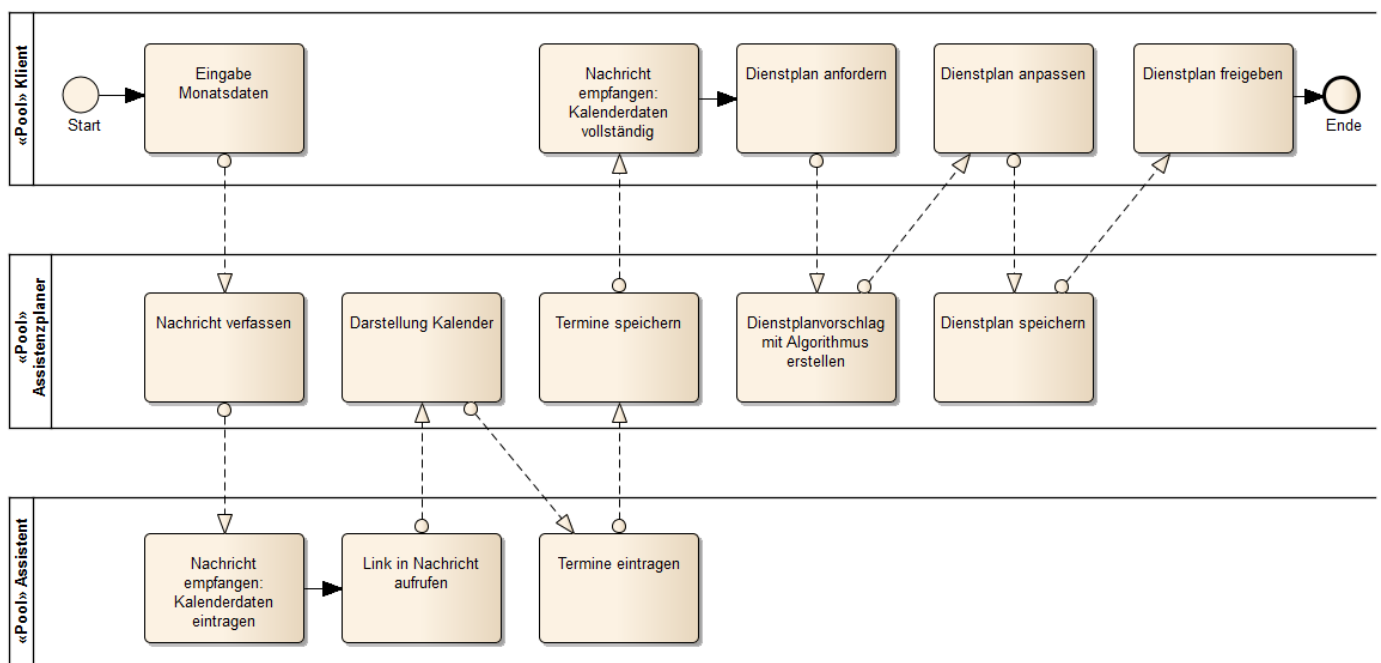 «Pool» Klient
Start
Eingabe
Monatsdaten
Nachricht
empfangen:
Kalenderdaten
vollständig
Dienstplan anfordern
Dienstplan anpassen
Dienstplan freigeben
Ende
«Pool»
Assistenzplaner
Nachricht verfassen
Darstellung Kalender
Termine speichern
Dienstplanvorschlag
mit Algorithmus
erstellen
Dienstplan speichern
«Pool» Assistent
Nachricht
empfangen:
Kalenderdaten
eintragen
Link in Nachricht
aufrufen
Termine eintragen